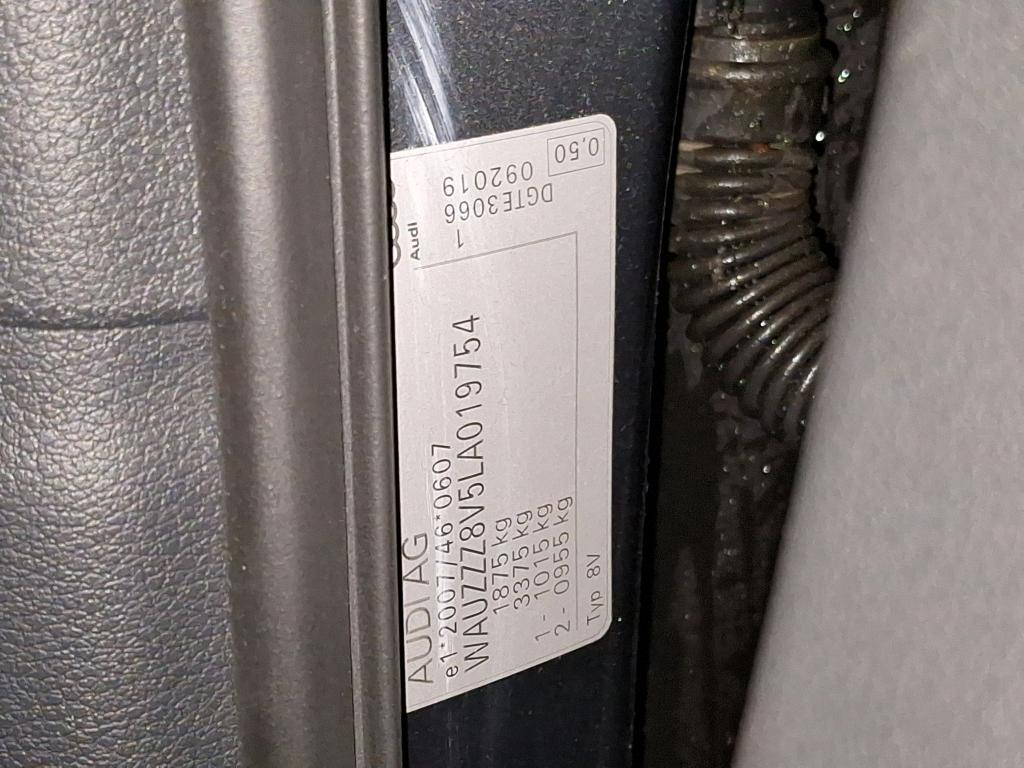 AUDI AG
e1*2007/46*0607
WAUZZZ8V5LA019754
1875 kg
3375 kg
1 - 1015 kg
2 - 0955 kg
Typ 8V
Audi
1
DGTE3066
092019
0,50